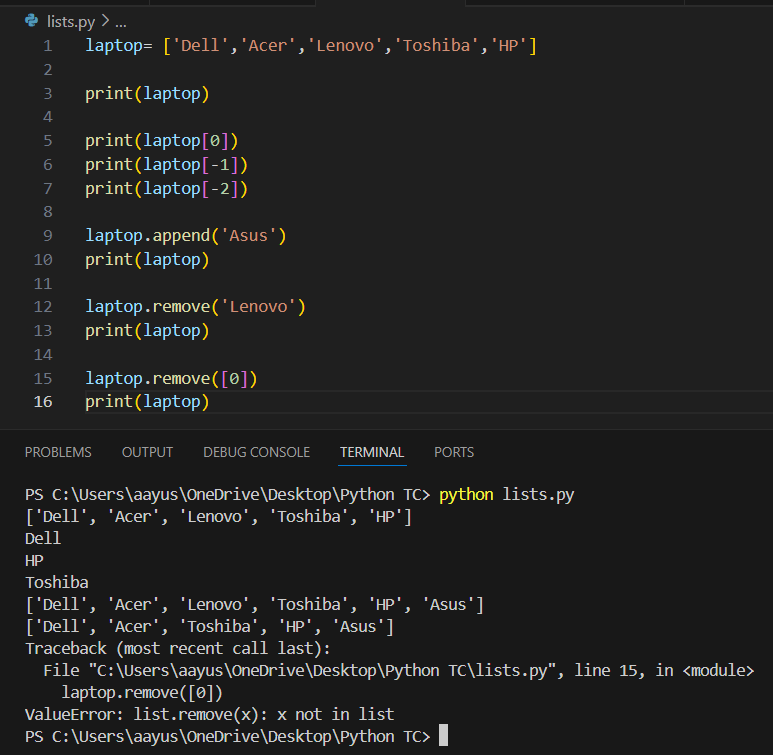 lists.py > ...
1 laptop= ['Dell','Acer','Lenovo','Toshiba','HP']
2
3 print(laptop)
4
5 print(laptop[0])
6 print(laptop[-1])
7 print(laptop[-2])
8
9 laptop.append('Asus')
10 print(laptop)
11
12 laptop.remove('Lenovo')
13 print(laptop)
14
15 laptop.remove([0])
16 print(laptop)
PROBLEMS OUTPUT DEBUG CONSOLE TERMINAL PORTS
PS C:\Users\aayus\OneDrive\Desktop\Python TC> python lists.py
['Dell', 'Acer', 'Lenovo', 'Toshiba', 'HP']
Dell
HP
Toshiba
['Dell', 'Acer', 'Lenovo', 'Toshiba', 'HP', 'Asus']
['Dell', 'Acer', 'Toshiba', 'HP', 'Asus']
Traceback (most recent call last):
  File "C:\Users\aayus\OneDrive\Desktop\Python TC\lists.py", line 15, in <module>
    laptop.remove([0])
ValueError: list.remove(x): x not in list
PS C:\Users\aayus\OneDrive\Desktop\Python TC>